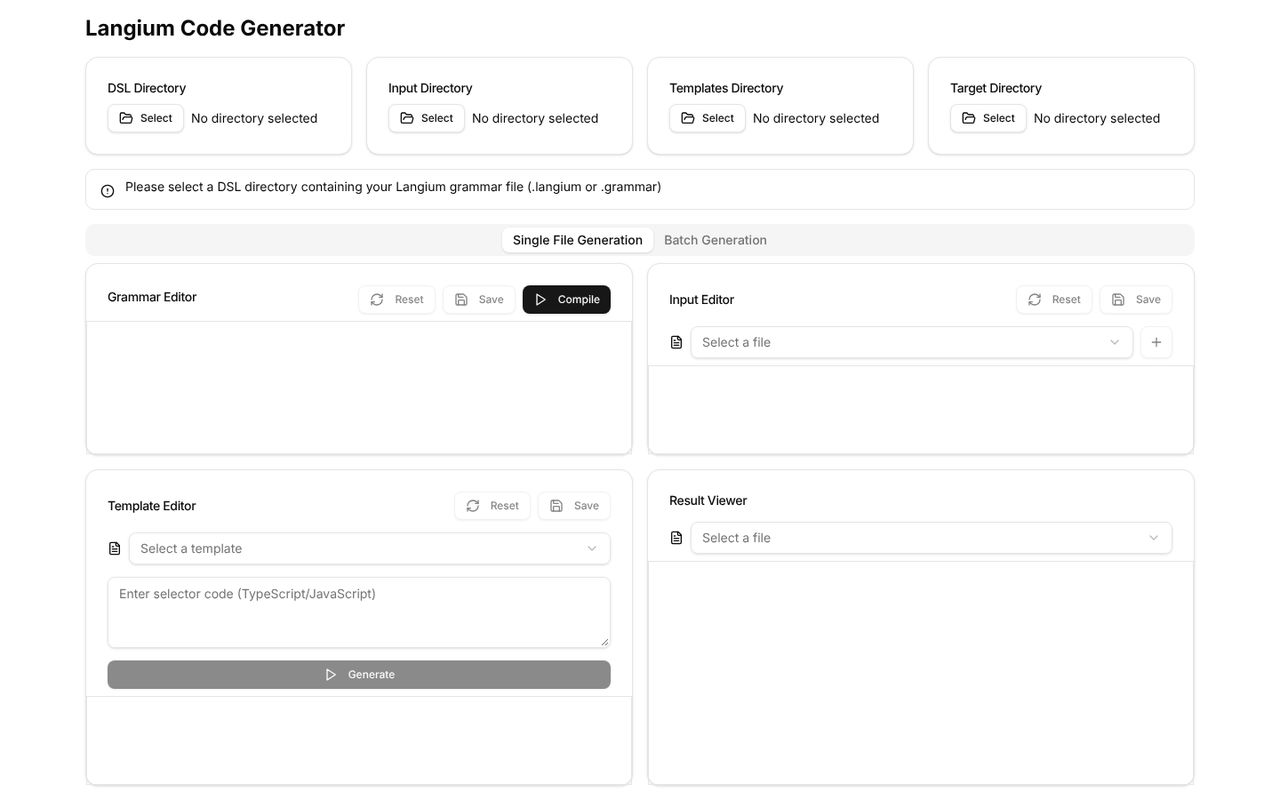 Langium Code Generator
DSL Directory
Select
No directory selected
Input Directory
Select
No directory selected
Templates Directory
Select
No directory selected
Target Directory
Select
No directory selected
Please select a DSL directory containing your Langium grammar file (.langium or .grammar)
Single File Generation
Batch Generation
Grammar Editor
Reset
Save
Compile
Input Editor
Reset
Save
Select a file
Template Editor
Reset
Save
Select a template
Enter selector code (TypeScript/JavaScript)
Generate
Result Viewer
Select a file